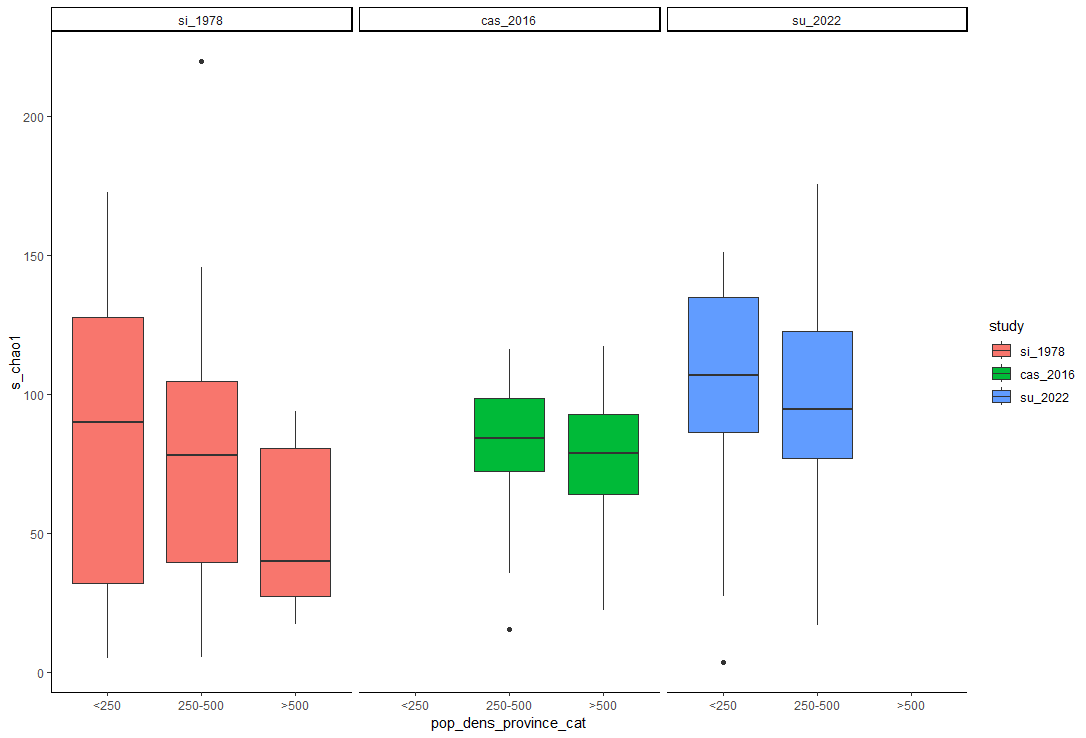 si_1978 cas_2016 su_2022
200
150
100
50
0
s_chao1
<250 250-500 >500 <250 250-500 >500 <250 250-500 >500
pop_dens_province_cat
study
si_1978
cas_2016
su_2022